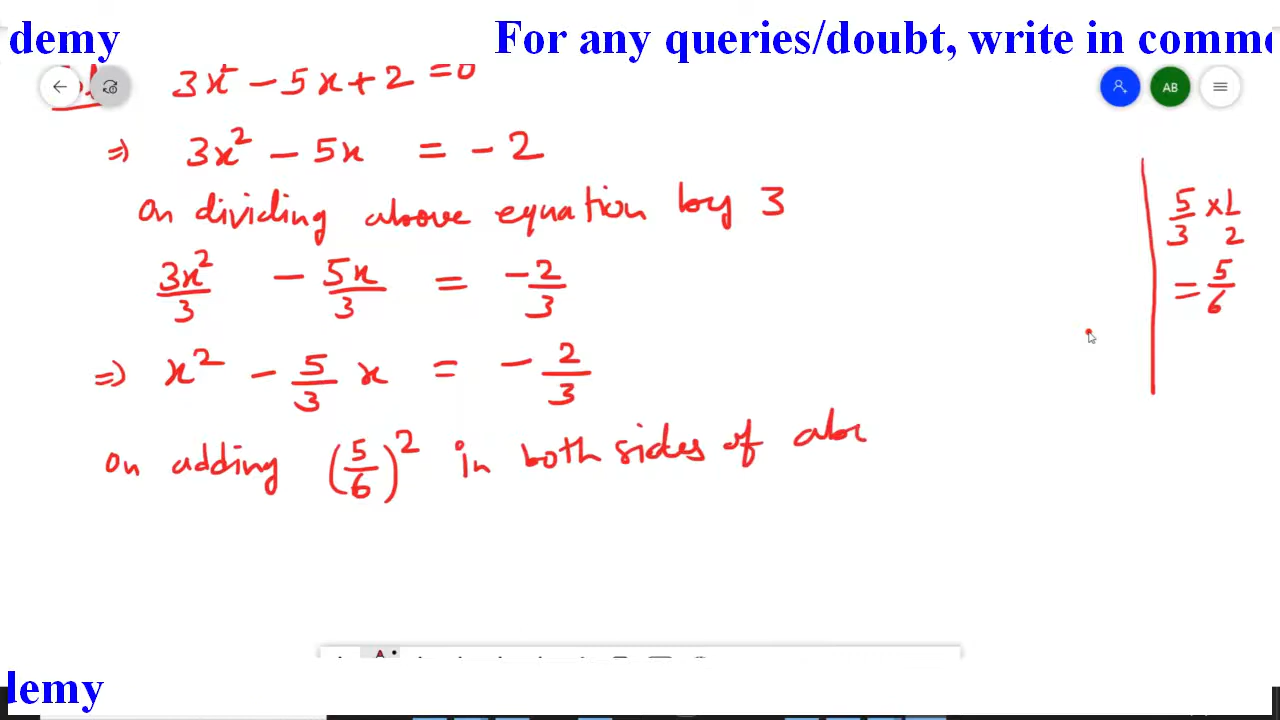 demy For any queries/doubt, write in comme
3x² - 5x + 2 = 0
AB
⇒ 3x² - 5x = - 2
On dividing above equation by 3
3x²/3 - 5x/3 = -2/3
⇒ x² - 5/3 x = - 2/3
On adding (5/6)² in both sides of abo
5/3 x 1/2
= 5/6
demy